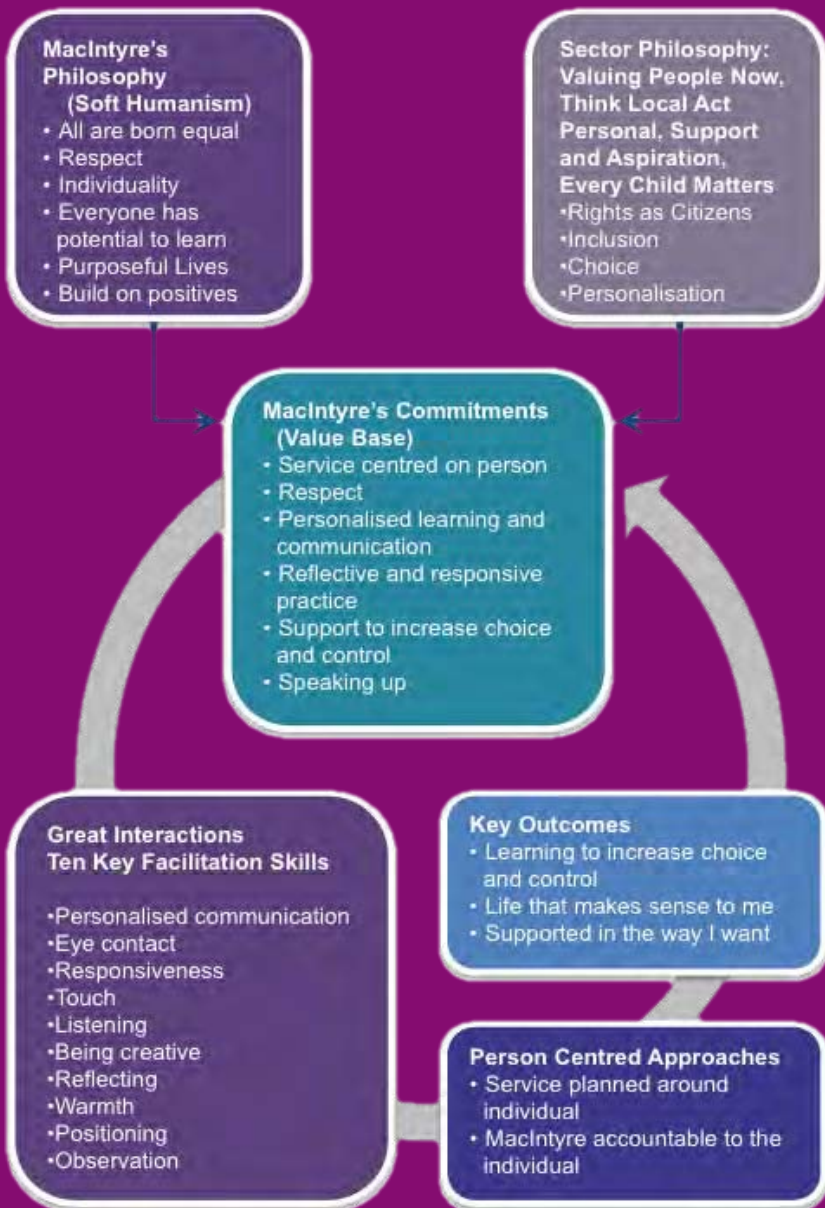 MacIntyre's
Philosophy
(Soft Humanism)
• All are born equal
• Respect
• Individuality
• Everyone has
potential to learn
• Purposeful Lives
• Build on positives
Sector Philosophy:
Valuing People Now,
Think Local Act
Personal, Support
and Aspiration,
Every Child Matters
•Rights as Citizens
•Inclusion
•Choice
•Personalisation
MacIntyre's Commitments
(Value Base)
• Service centred on person
• Respect
• Personalised learning and
communication
• Reflective and responsive
practice
• Support to increase choice
and control
• Speaking up
Great Interactions
Ten Key Facilitation Skills
•Personalised communication
•Eye contact
•Responsiveness
•Touch
•Listening
•Being creative
•Reflecting
•Warmth
•Positioning
•Observation
Key Outcomes
• Learning to increase choice
and control
• Life that makes sense to me
• Supported in the way I want
Person Centred Approaches
• Service planned around
individual
• MacIntyre accountable to the
individual